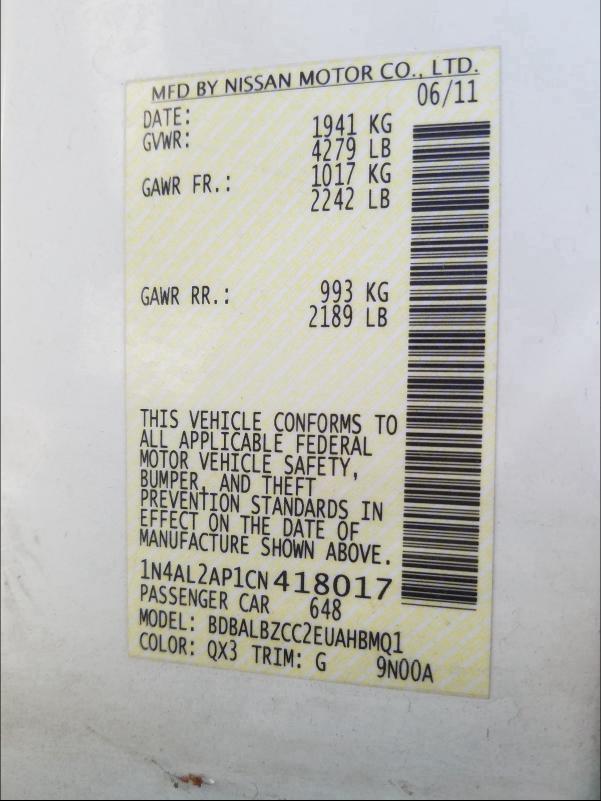 MFD BY NISSAN MOTOR CO., LTD.
DATE: 06/11
GVWR: 1941 KG
4279 LB
GAWR FR.: 1017 KG
2242 LB
GAWR RR.: 993 KG
2189 LB
THIS VEHICLE CONFORMS TO
ALL APPLICABLE FEDERAL
MOTOR VEHICLE SAFETY,
BUMPER, AND THEFT
PREVENTION STANDARDS IN
EFFECT ON THE DATE OF
MANUFACTURE SHOWN ABOVE.
1N4AL2AP1CN418017
PASSENGER CAR 648
MODEL: BDBALBZCC2EUAHBMQ1
COLOR: QX3 TRIM: G 9N00A